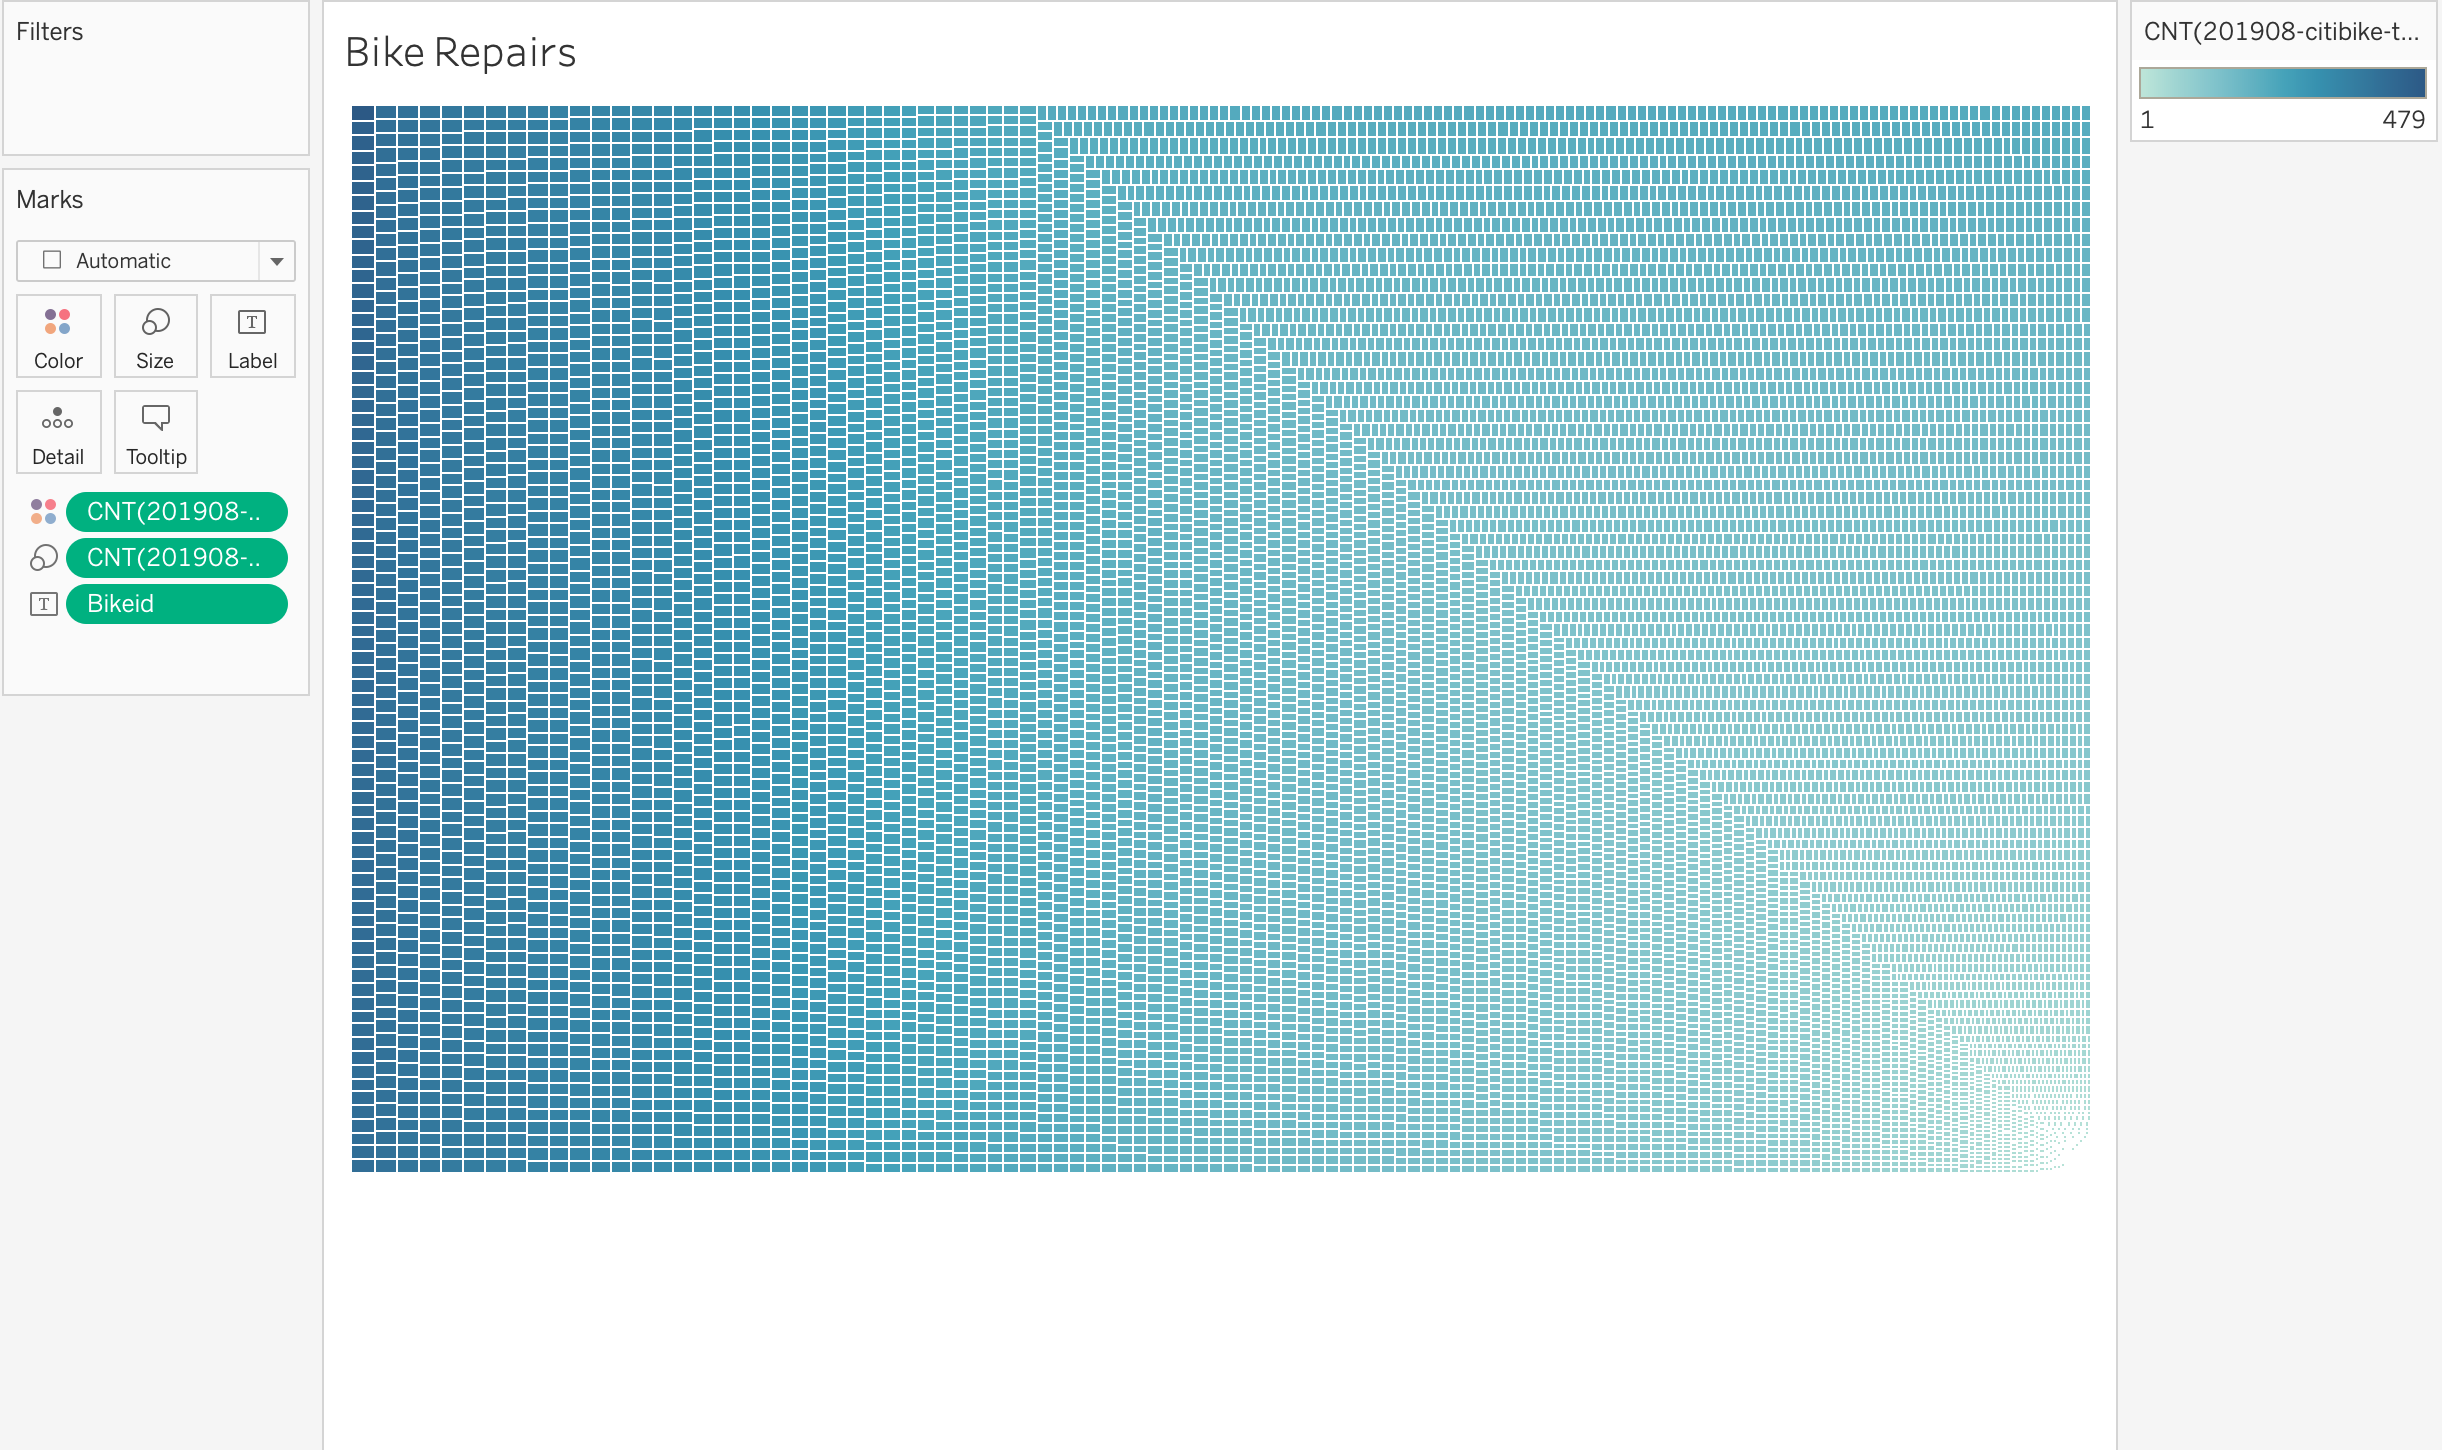 Filters
Marks
Automatic
Color
Size
Label
Detail
Tooltip
CNT(201908-..
CNT(201908-..
T Bikeid
Bike Repairs
CNT(201908-citibike-t...
1 479